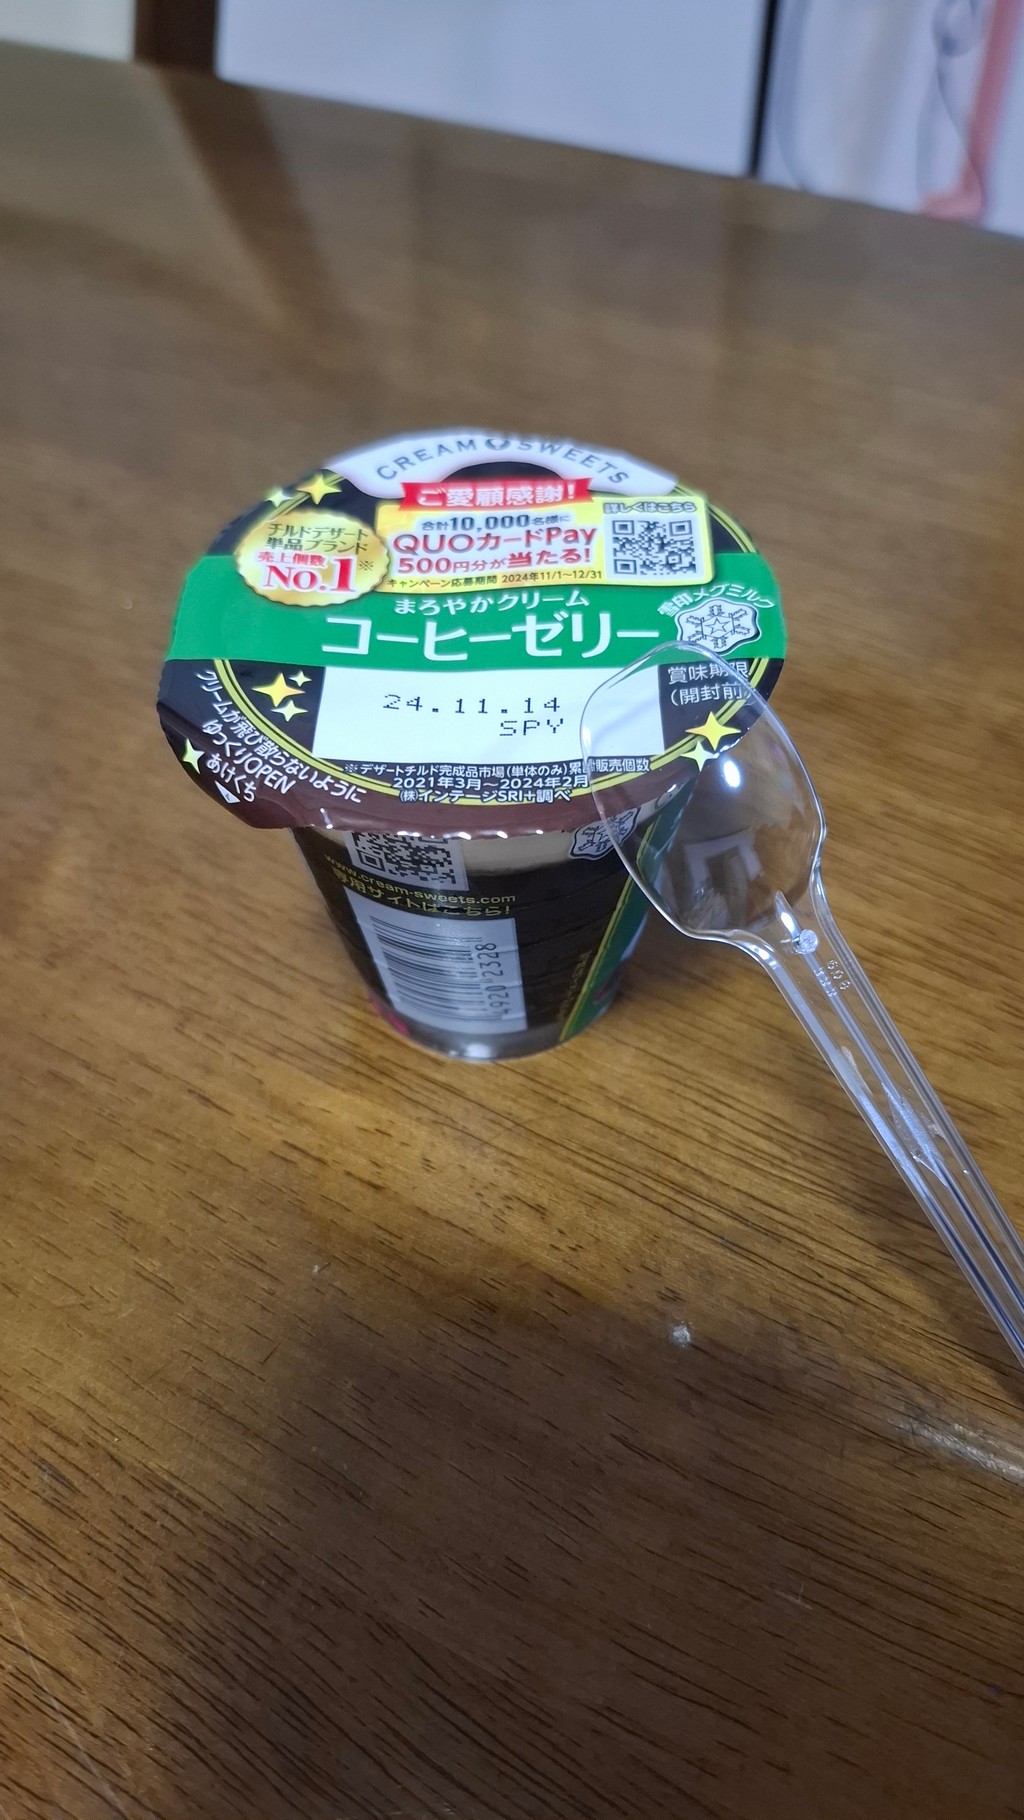 CREAM SWEETS
ご愛顧感謝!
チルドデザート
単品ブランド
売上個数
No.1※
合計10,000名様に
QUOカードPay
500円分が当たる!
キャンペーン応募期間 2024年11/1~12/31
詳しくはこちら
まろやかクリーム
コーヒーゼリー
雪印メグミルク
賞味期限
(開封前)
24.11.14
SPY
クリームが飛び散らないように
ゆっくりOPEN
あけぐち
※デザートチルド完成品市場(単体のみ)累計販売個数
2021年3月~2024年2月
(株)インテージSRI+調べ
www.cream-sweets.com
専用サイトはこちら!
4920 2328